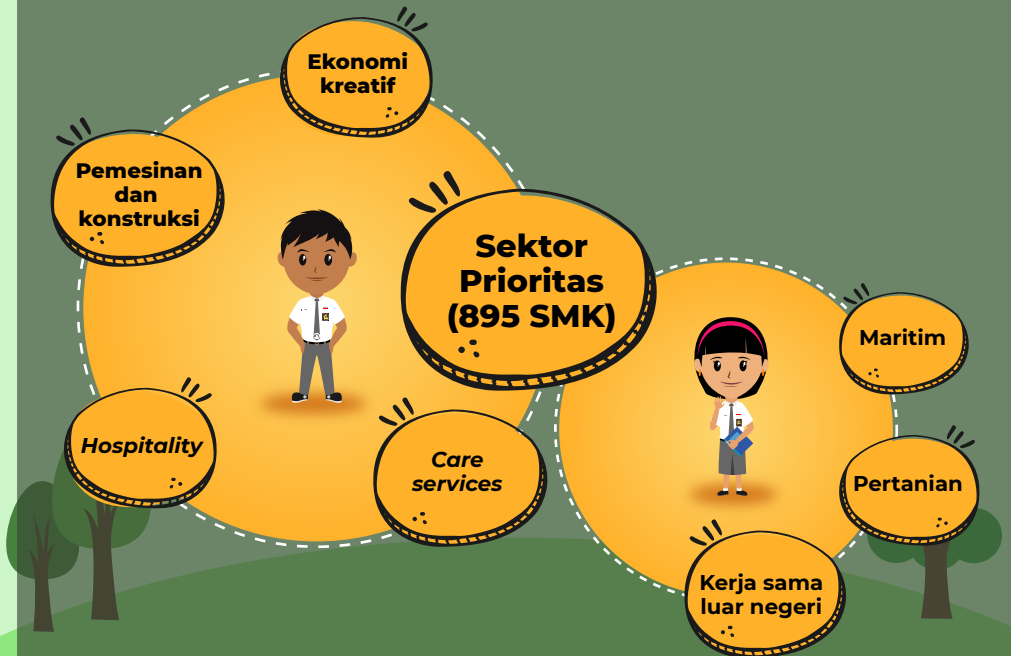 Ekonomi
kreatif
Pemesinan
dan
konstruksi
Sektor
Prioritas
(895 SMK)
Maritim
Hospitality
Care
services
Pertanian
Kerja sama
luar negeri